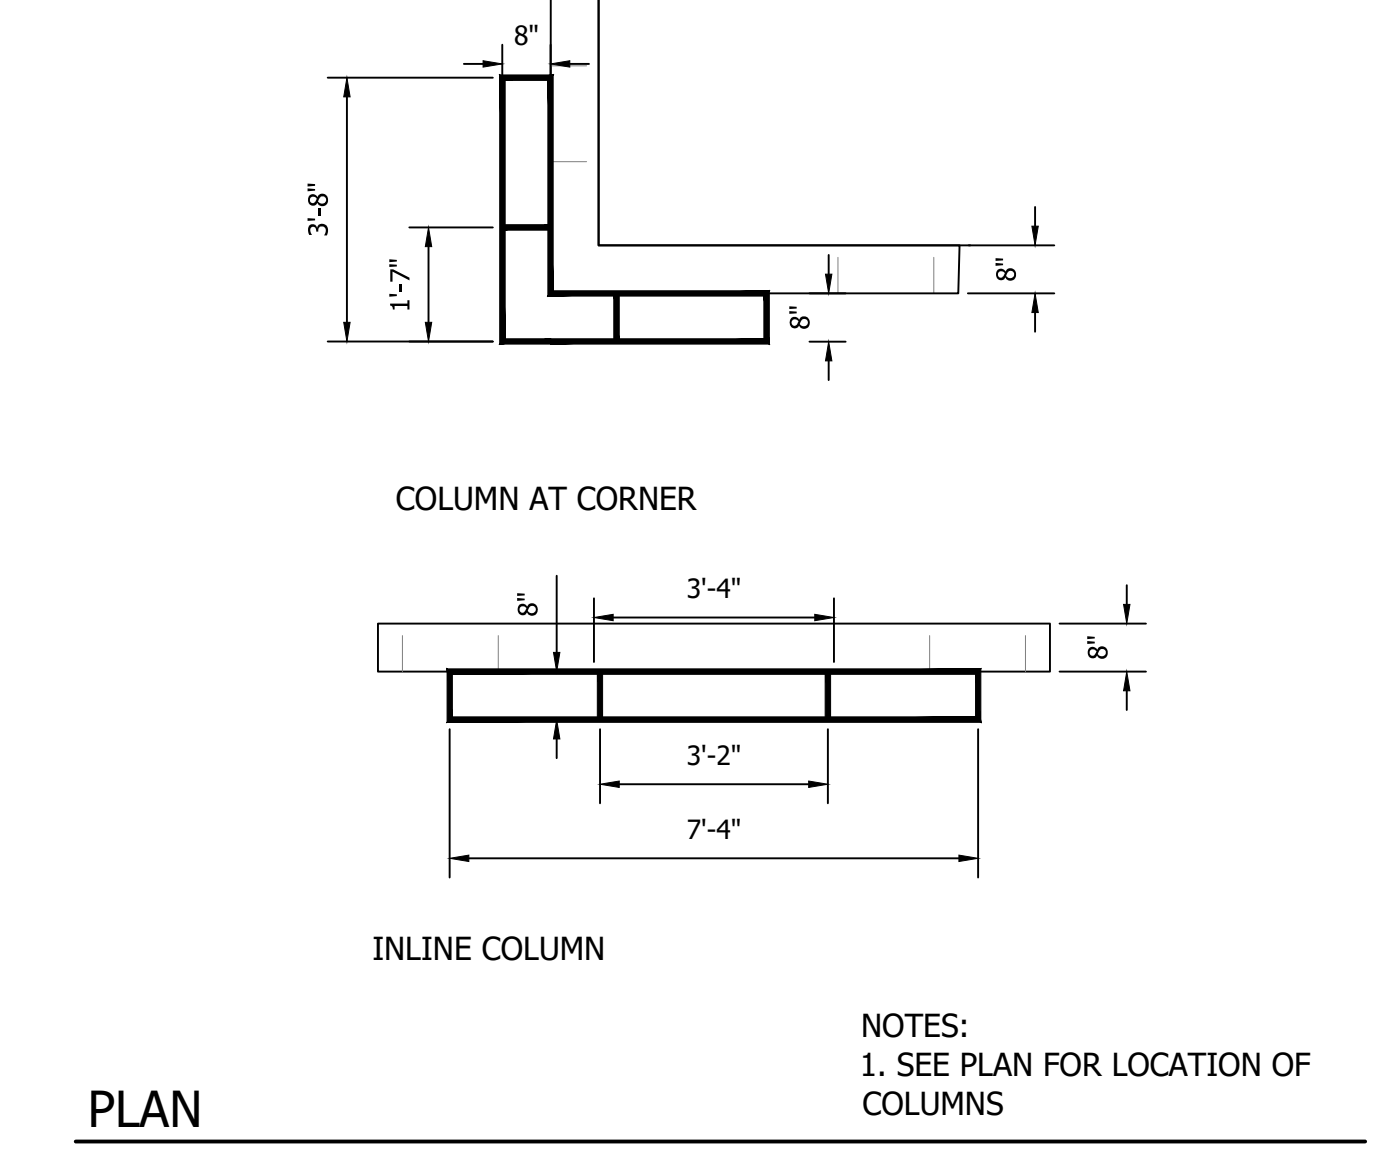 8"
3'-8"
1'-7"
8"
8"
COLUMN AT CORNER
3'-4"
8"
8"
3'-2"
7'-4"
INLINE COLUMN
NOTES:
1. SEE PLAN FOR LOCATION OF
COLUMNS
PLAN